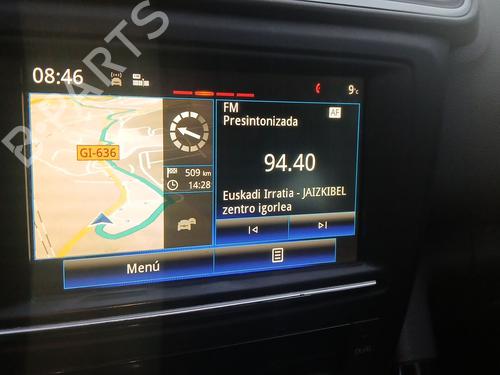 B PARTS
08:46
9°c
GI-636
509 km
14:28
FM
AF
Presintonizada
94.40
Euskadi Irratia - JAIZKIBEL
zentro igorlea
Menú